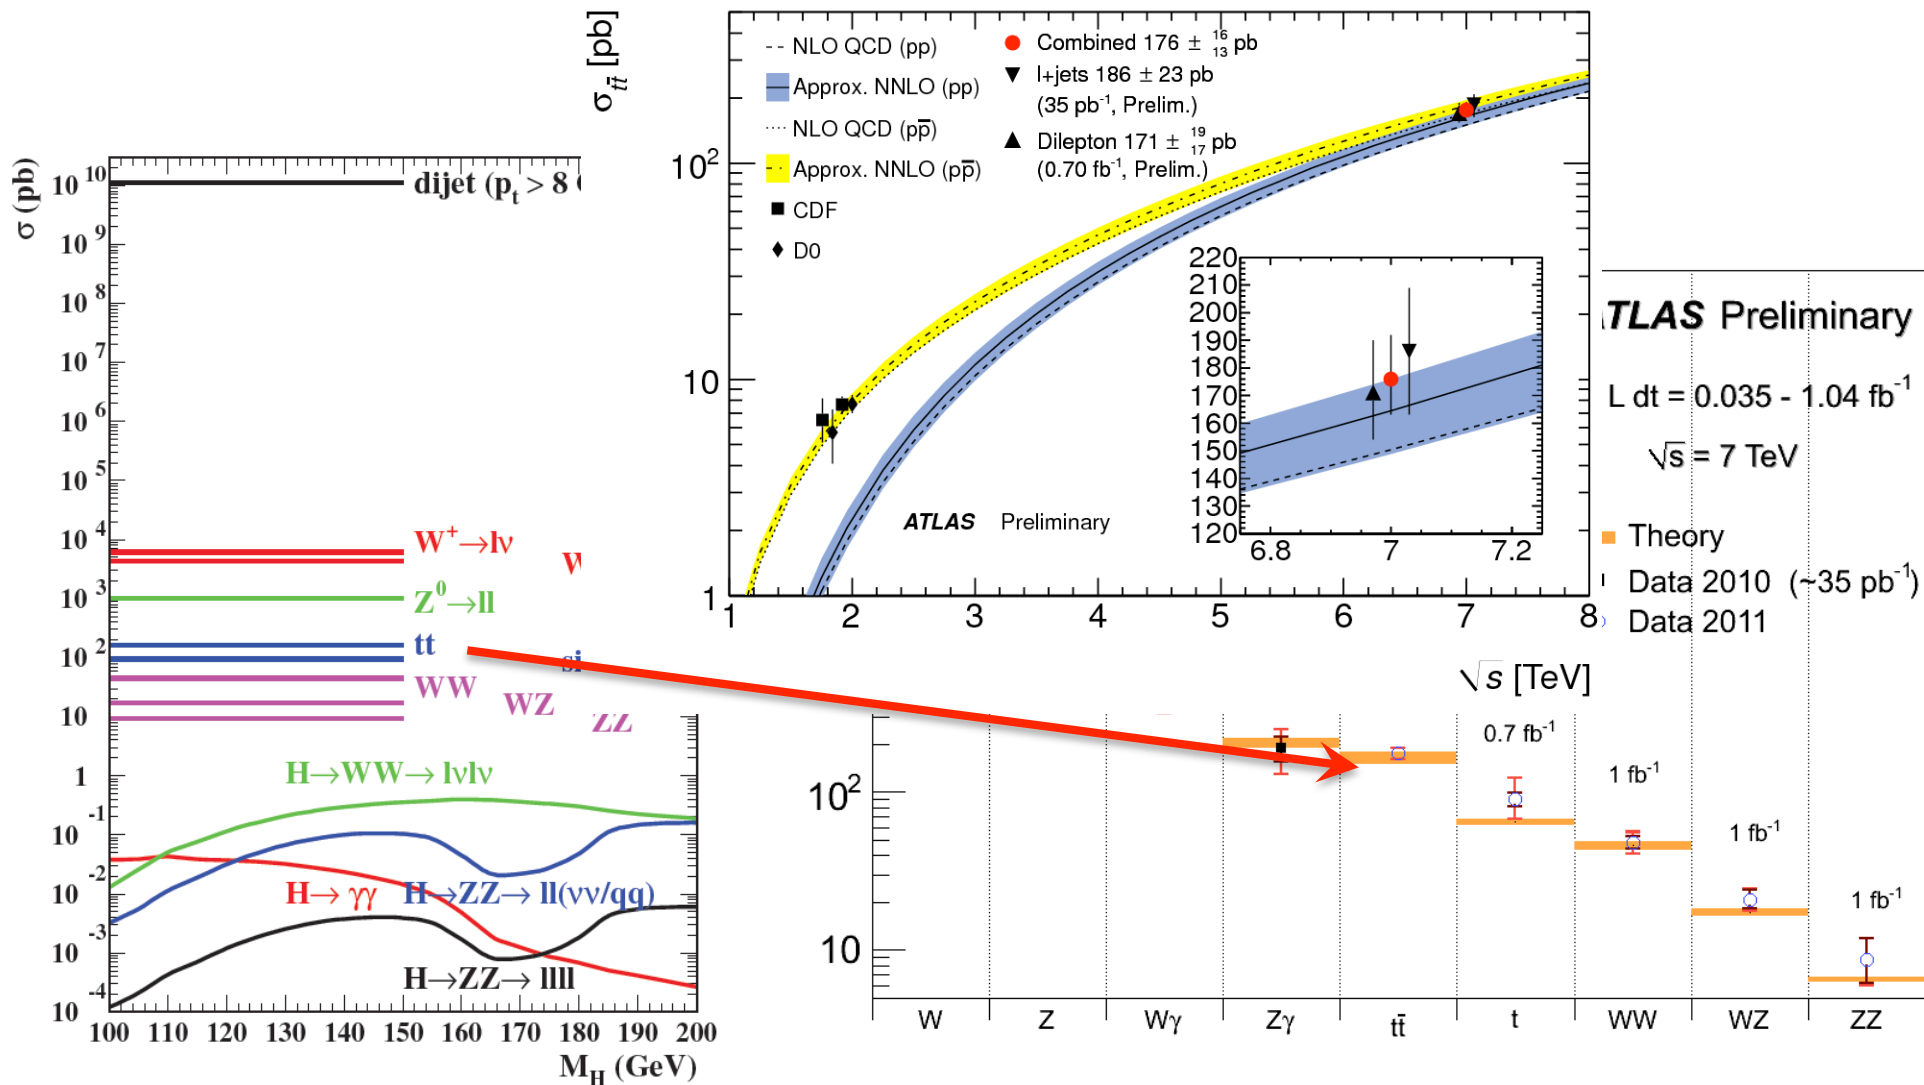 σ (pb)
10^10
10^9
10^8
10^7
10^6
10^5
10^4
10^3
10^2
10
1
10^-1
10^-2
10^-3
10^-4
dijet (p_t > 8
W^+→lν
W
Z^0→ll
tt
si
WW
WZ
ZZ
H→WW→lνlν
H→γγ
H→ZZ→ll(νν/qq)
H→ZZ→llll
100 110 120 130 140 150 160 170 180 190 200
M_H (GeV)
σ_tt̄ [pb]
NLO QCD (pp)
Approx. NNLO (pp)
NLO QCD (pp̄)
Approx. NNLO (pp̄)
CDF
D0
Combined 176 ± ^16_13 pb
l+jets 186 ± 23 pb
(35 pb^-1, Prelim.)
Dilepton 171 ± ^19_17 pb
(0.70 fb^-1, Prelim.)
10^2
10
1
1 2 3 4 5 6 7 8
√s [TeV]
ATLAS Preliminary
220
210
200
190
180
170
160
150
140
130
120
6.8 7 7.2
TLAS Preliminary
L dt = 0.035 - 1.04 fb^-1
√s = 7 TeV
Theory
Data 2010 (~35 pb^-1)
Data 2011
0.7 fb^-1
1 fb^-1
1 fb^-1
1 fb^-1
10^2
10
W Z Wγ Zγ tt̄ t WW WZ ZZ